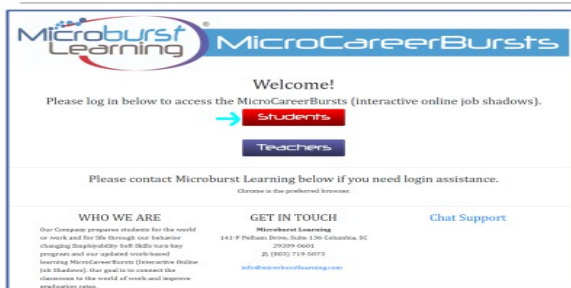 Microburst Learning
MicroCareerBursts
Welcome!
Please log in below to access the MicroCareerBursts (interactive online job shadows).
Students
Teachers
Please contact Microburst Learning below if you need login assistance.
Chrome is the preferred browser.
WHO WE ARE
Our Company prepares students for the world
or work and for life through our behavior
changing Employability Soft Skills turn key
program and our updated work-based
learning MicroCareerBursts (Interactive Online
Job Shadows). Our goal is to connect the
classroom to the world of work and improve
graduation rates.
GET IN TOUCH
Microburst Learning
141-F Pelham Drive, Suite 136 Columbia, SC
29209-0601
(803) 719-5073
info@microburstlearning.com
Chat Support